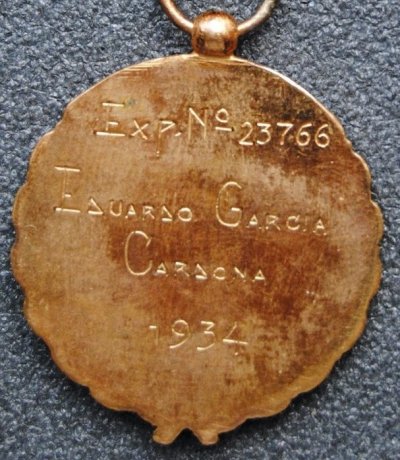 Exp. Nº 23766
Eduardo Garcia
Cardona
1934